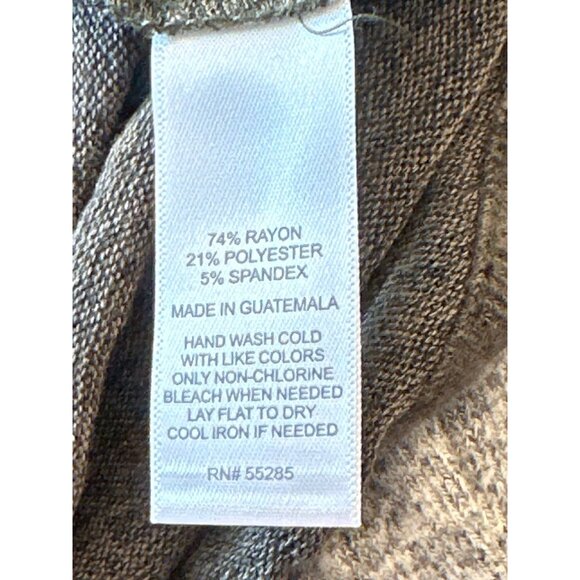 74% RAYON
21% POLYESTER
5% SPANDEX
MADE IN GUATEMALA
HAND WASH COLD
WITH LIKE COLORS
ONLY NON-CHLORINE
BLEACH WHEN NEEDED
LAY FLAT TO DRY
COOL IRON IF NEEDED
RN# 55285